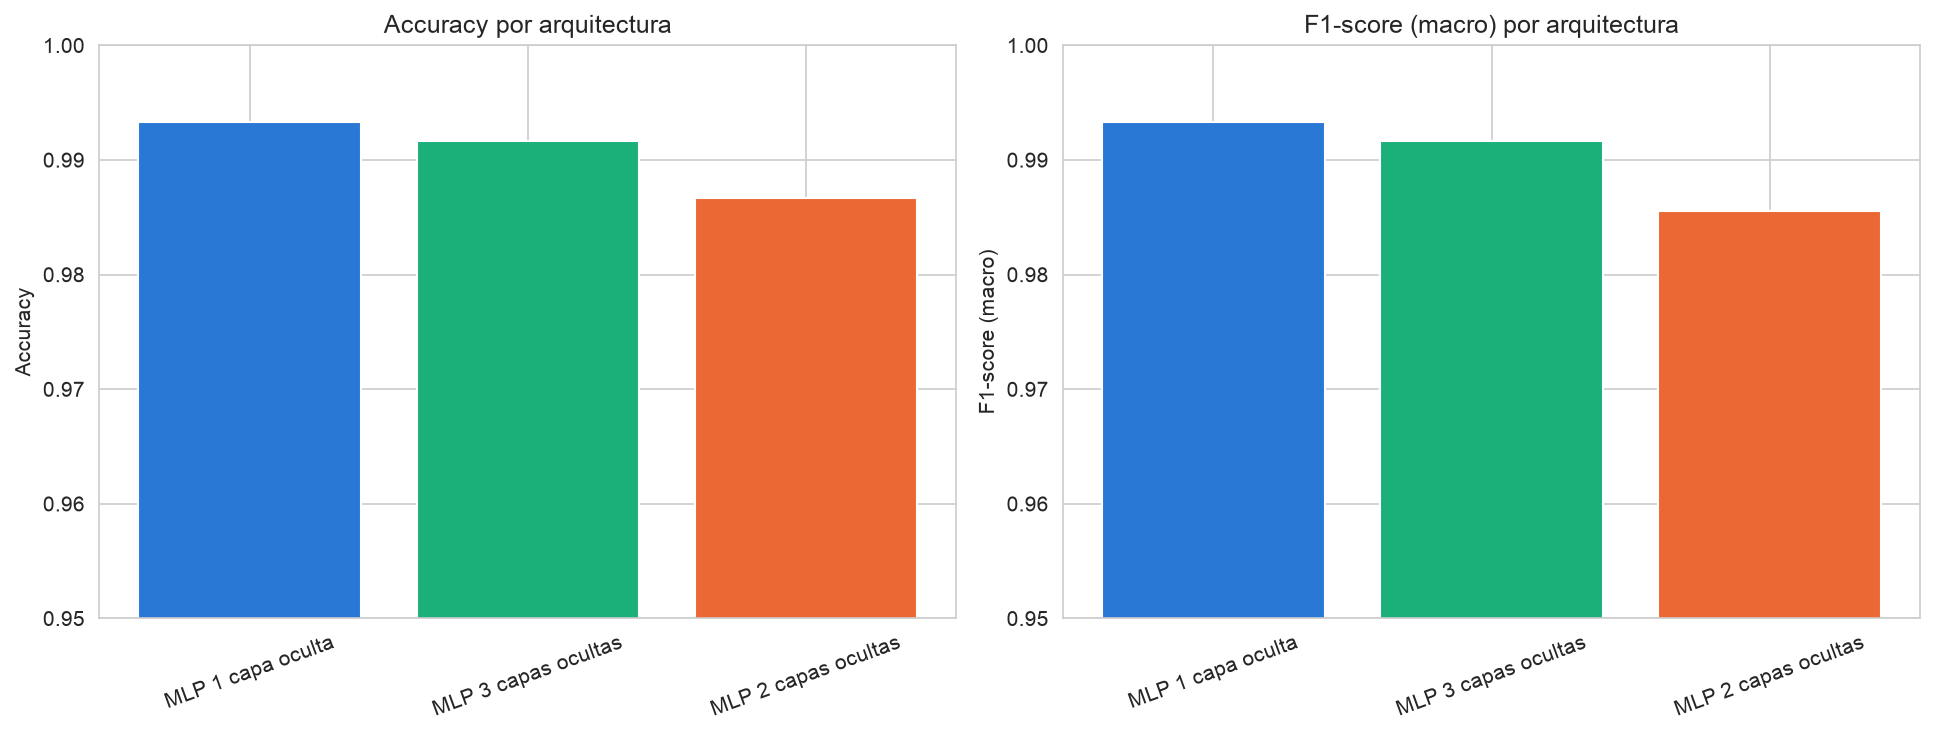 Accuracy por arquitectura
Accuracy
1.00
0.99
0.98
0.97
0.96
0.95
MLP 1 capa oculta
MLP 3 capas ocultas
MLP 2 capas ocultas
F1-score (macro) por arquitectura
F1-score (macro)
1.00
0.99
0.98
0.97
0.96
0.95
MLP 1 capa oculta
MLP 3 capas ocultas
MLP 2 capas ocultas